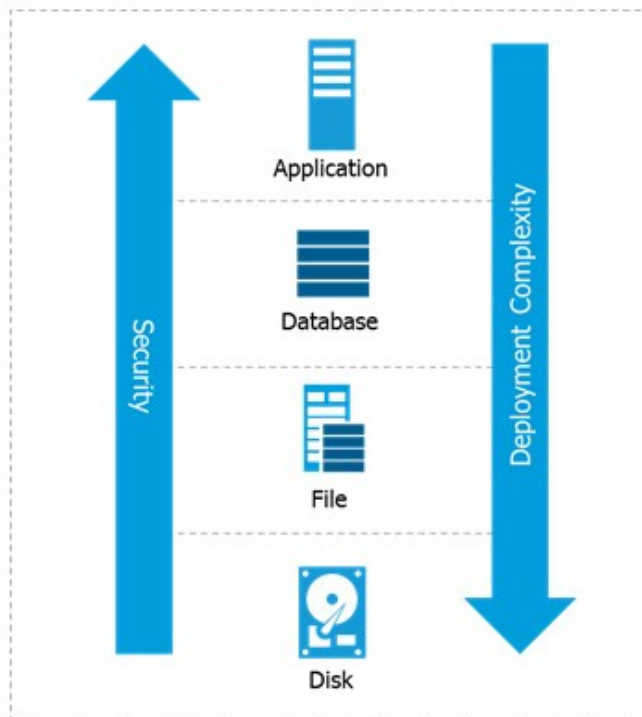 Application
Database
File
Disk
Security
Deployment Complexity